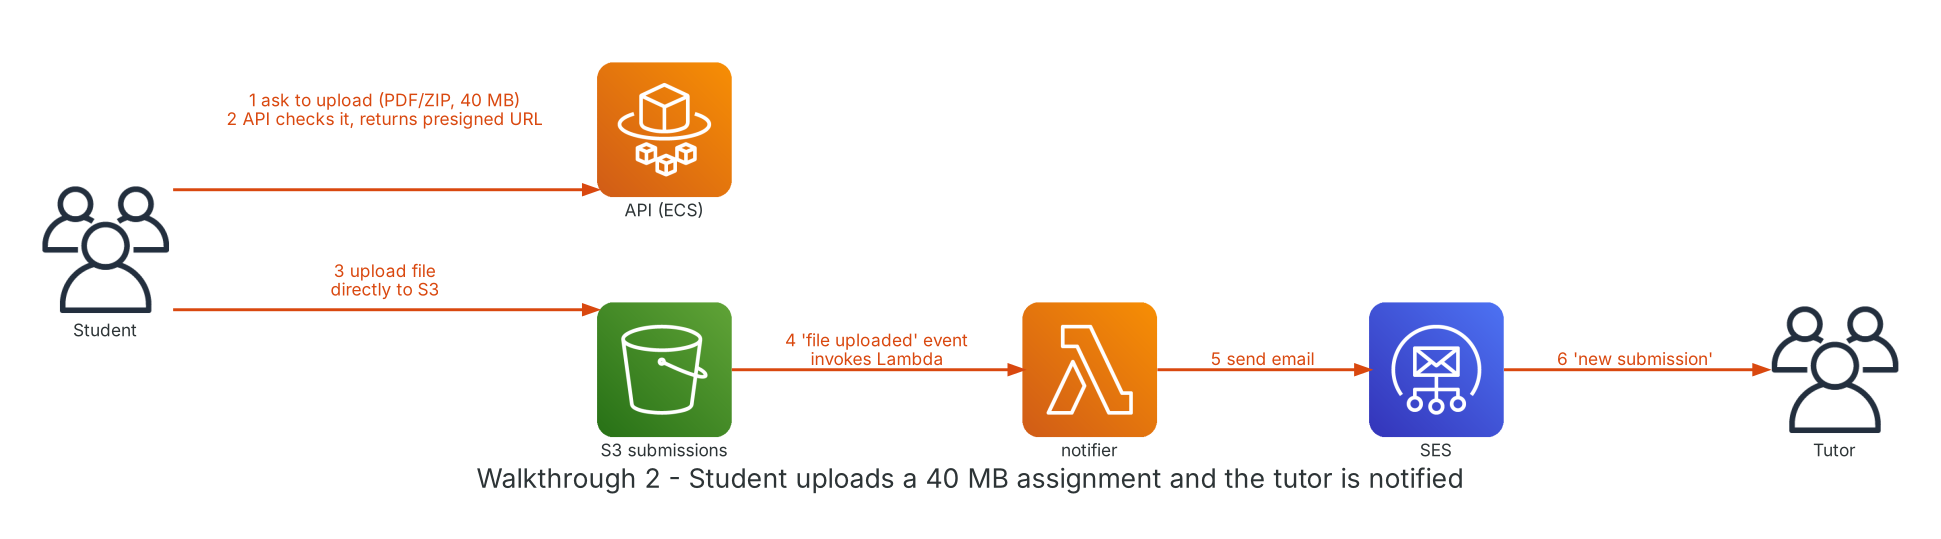 1 ask to upload (PDF/ZIP, 40 MB)
2 API checks it, returns presigned URL
API (ECS)
3 upload file
directly to S3
Student
4 'file uploaded' event
invokes Lambda
5 send email
6 'new submission'
S3 submissions
notifier
SES
Tutor
Walkthrough 2 - Student uploads a 40 MB assignment and the tutor is notified